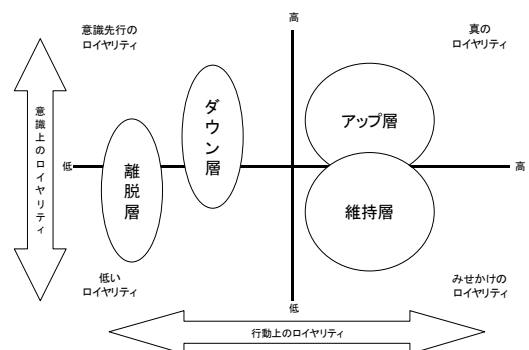 意識先行の
ロイヤリティ
高
真の
ロイヤリティ
ダウン層
アップ層
意識上のロイヤリティ
低
離脱層
高
維持層
低い
ロイヤリティ
みせかけの
ロイヤリティ
低
行動上のロイヤリティ